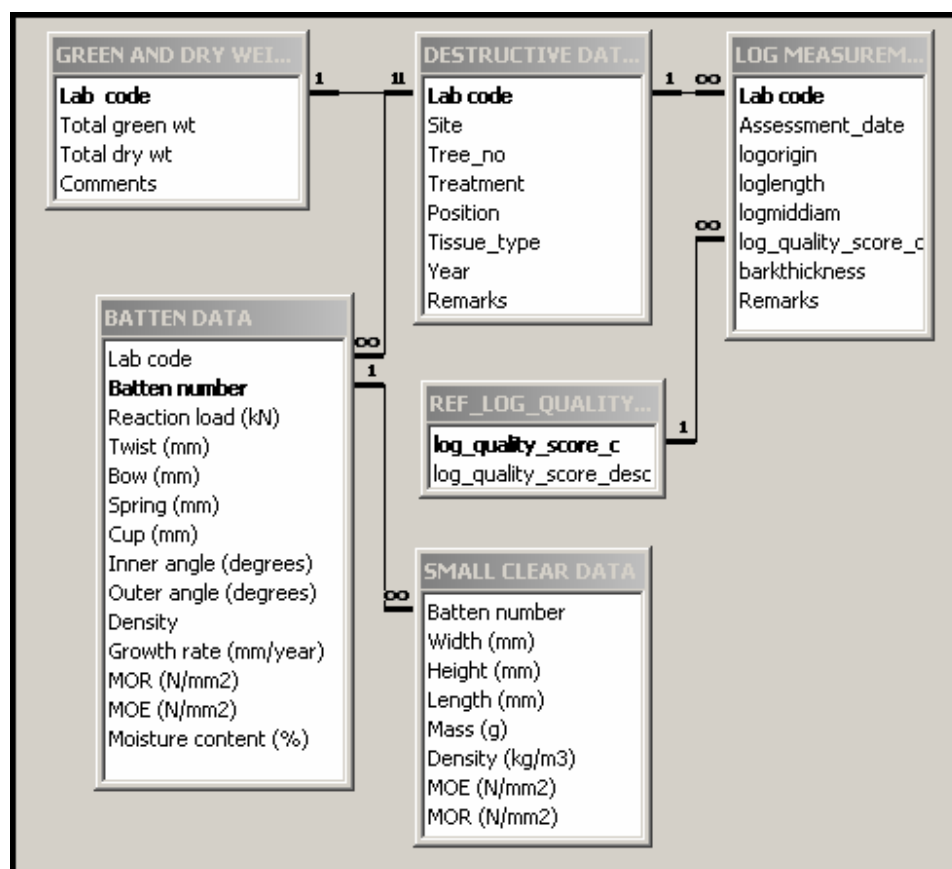 GREEN AND DRY WEI...
Lab code
Total green wt
Total dry wt
Comments
1
11
DESTRUCTIVE DAT...
Lab code
Site
Tree_no
Treatment
Position
Tissue_type
Year
Remarks
1
∞
LOG MEASUREM...
Lab code
Assessment_date
logorigin
loglength
logmiddiam
log_quality_score_c
barkthickness
Remarks
∞
BATTEN DATA
Lab code
Batten number
Reaction load (kN)
Twist (mm)
Bow (mm)
Spring (mm)
Cup (mm)
Inner angle (degrees)
Outer angle (degrees)
Density
Growth rate (mm/year)
MOR (N/mm2)
MOE (N/mm2)
Moisture content (%)
∞
1
REF_LOG_QUALITY...
log_quality_score_c
log_quality_score_desc
1
SMALL CLEAR DATA
Batten number
Width (mm)
Height (mm)
Length (mm)
Mass (g)
Density (kg/m3)
MOE (N/mm2)
MOR (N/mm2)
∞